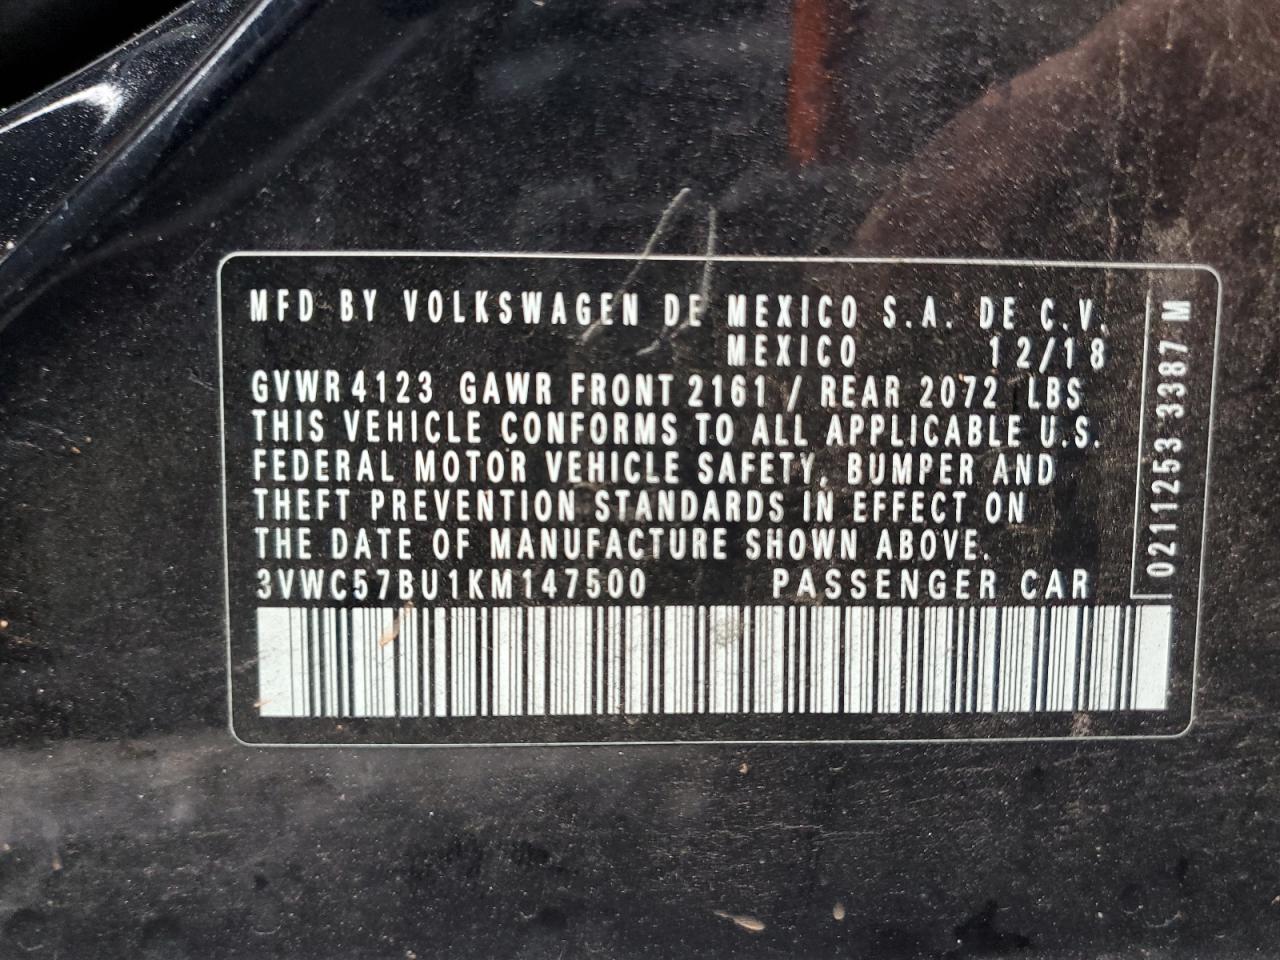 MFD BY VOLKSWAGEN DE MEXICO S.A. DE C.V.
MEXICO 12/18
GVWR 4123 GAWR FRONT 2161 / REAR 2072 LBS
THIS VEHICLE CONFORMS TO ALL APPLICABLE U.S.
FEDERAL MOTOR VEHICLE SAFETY, BUMPER AND
THEFT PREVENTION STANDARDS IN EFFECT ON
THE DATE OF MANUFACTURE SHOWN ABOVE.
3VWC57BU1KM147500 PASSENGER CAR
0211253 3387 M